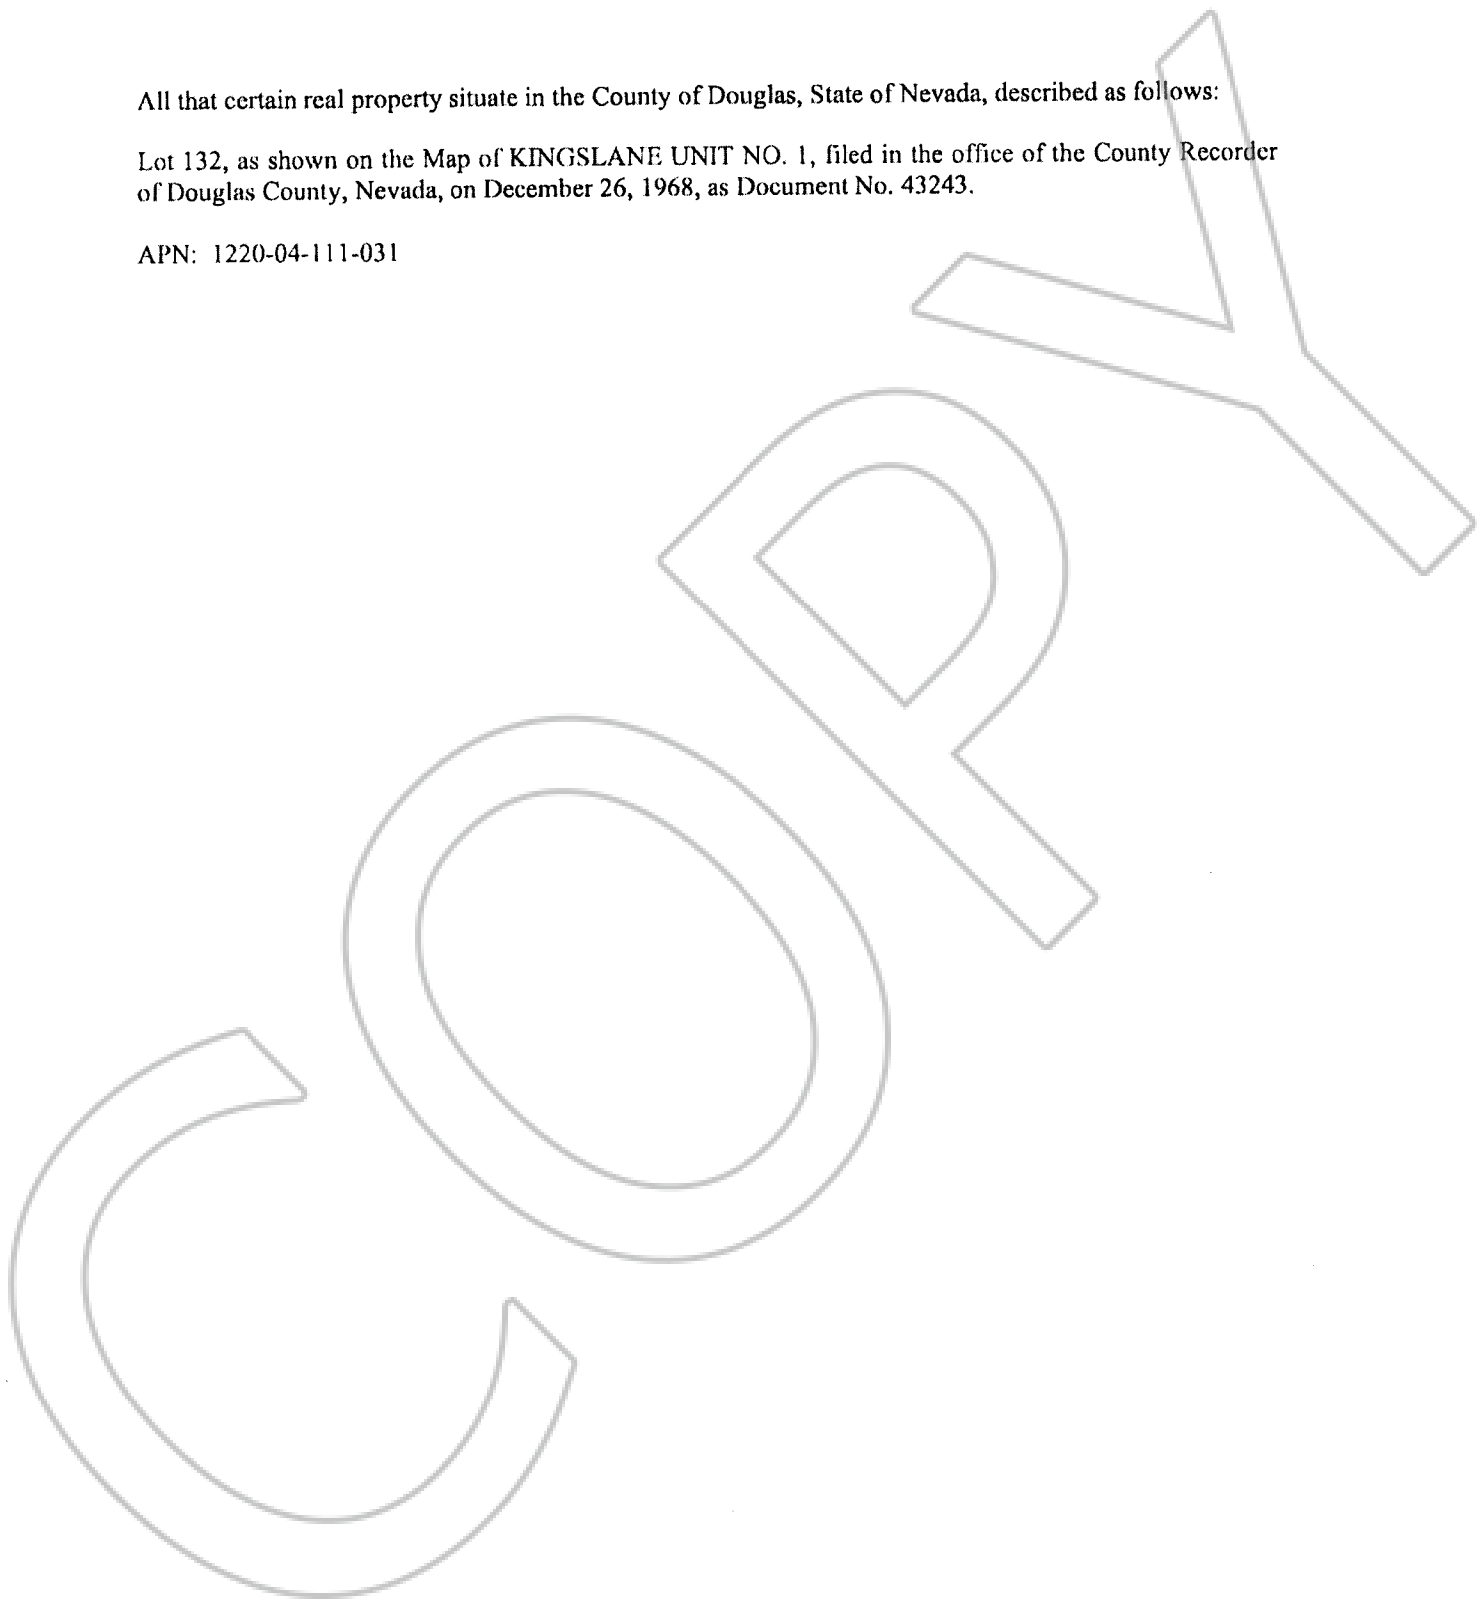 All that certain real property situate in the County of Douglas, State of Nevada, described as follows:
Lot 132, as shown on the Map of KINGSLANE UNIT NO. 1, filed in the office of the County Recorder
of Douglas County, Nevada, on December 26, 1968, as Document No. 43243.
APN: 1220-04-111-031
COPY